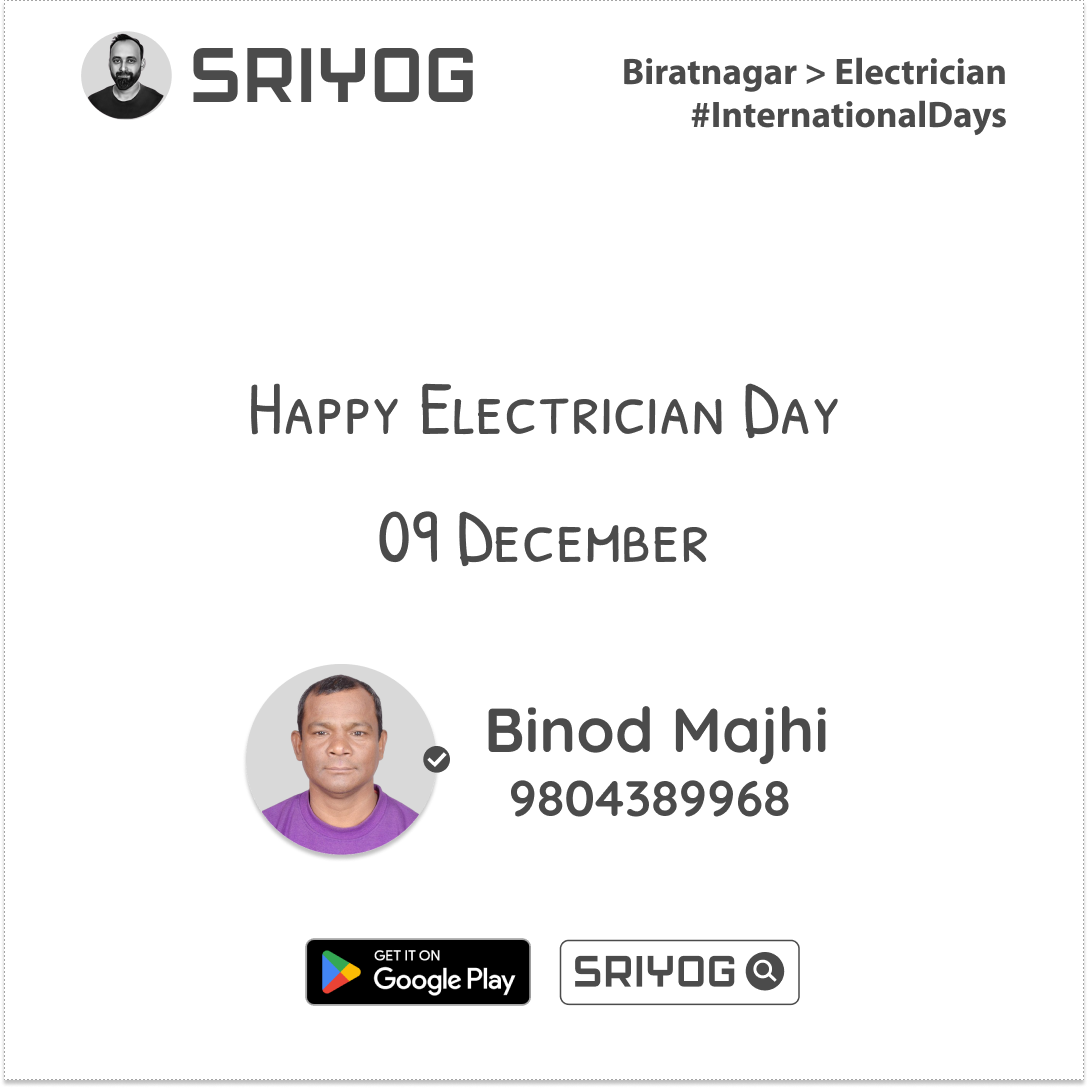 SRIYOG
Biratnagar > Electrician
#InternationalDays
Happy Electrician Day
09 December
Binod Majhi
9804389968
GET IT ON
Google Play
SRIYOG